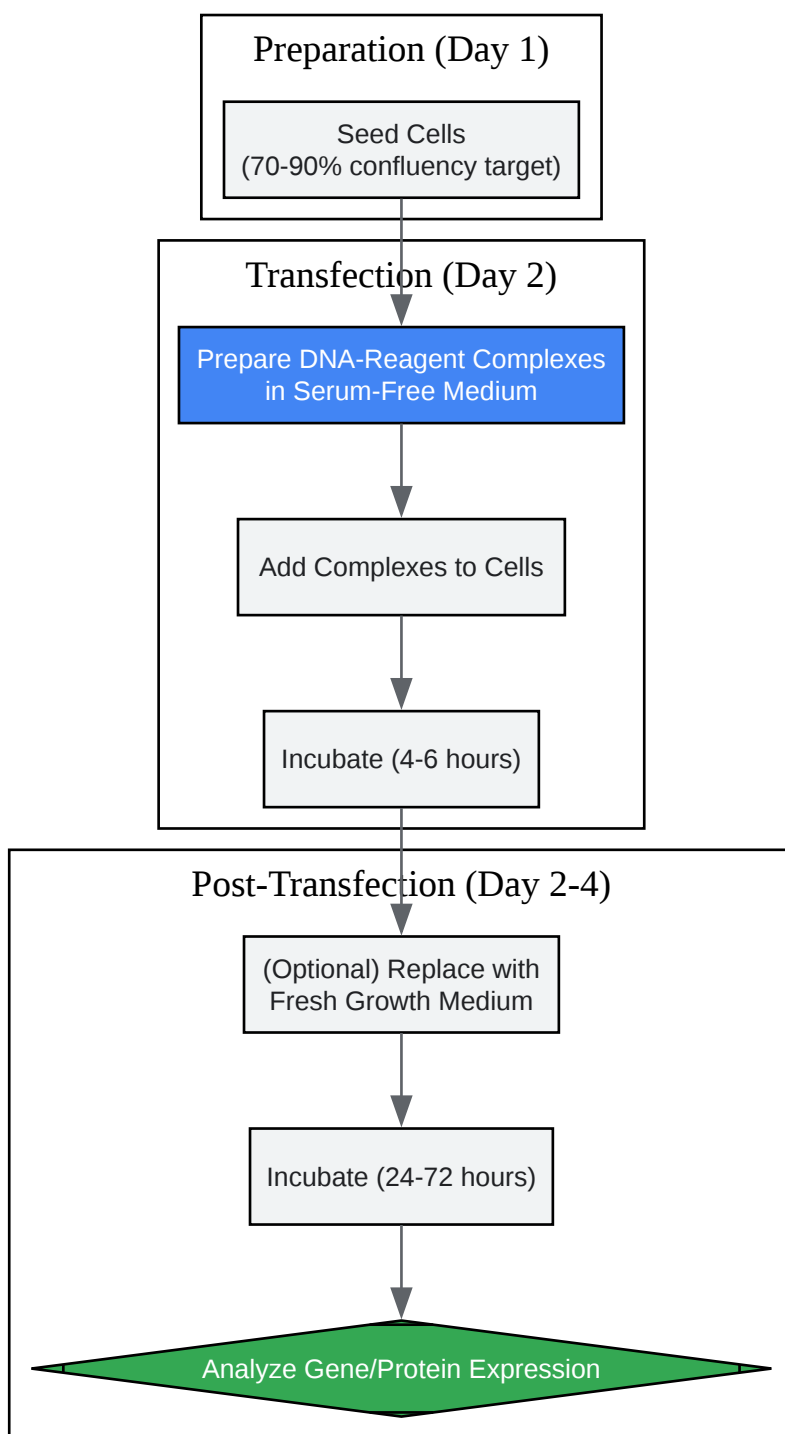 Preparation (Day 1)
Seed Cells
(70-90% confluency target)
Transfection (Day 2)
Prepare DNA-Reagent Complexes
in Serum-Free Medium
Add Complexes to Cells
Incubate (4-6 hours)
Post-Transfection (Day 2-4)
(Optional) Replace with
Fresh Growth Medium
Incubate (24-72 hours)
Analyze Gene/Protein Expression